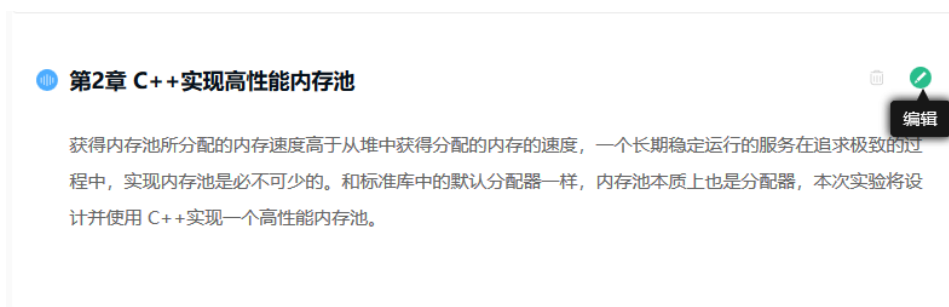 第2章 C++实现高性能内存池
编辑
获得内存池所分配的内存速度高于从堆中获得分配的内存的速度，一个长期稳定运行的服务在追求极致的过
程中，实现内存池是必不可少的。和标准库中的默认分配器一样，内存池本质上也是分配器，本次实验将设
计并使用 C++实现一个高性能内存池。